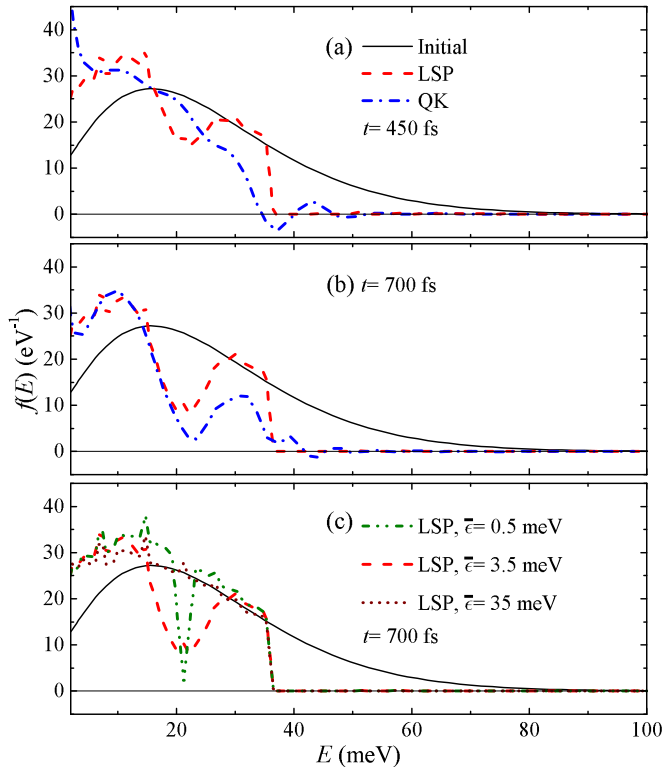 40
30
20
10
0
(a)
Initial
LSP
QK
t= 450 fs
f(E) (eV⁻¹)
40
30
20
10
0
(b) t= 700 fs
40
30
20
10
0
(c)
LSP, ε̄= 0.5 meV
LSP, ε̄= 3.5 meV
LSP, ε̄= 35 meV
t= 700 fs
20 40 60 80 100
E (meV)